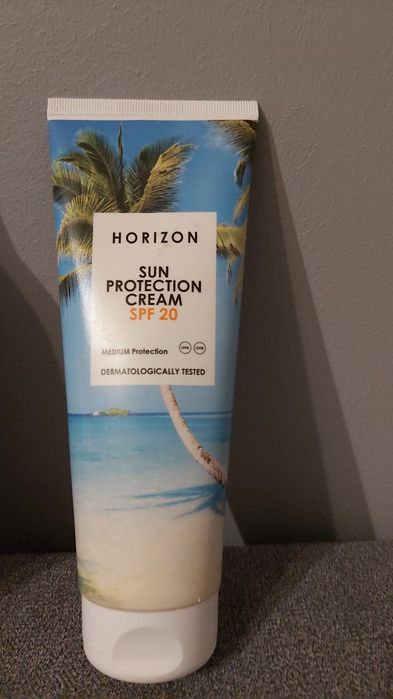 HORIZON
SUN
PROTECTION
CREAM
SPF 20
MEDIUM Protection UVA UVB
DERMATOLOGICALLY TESTED